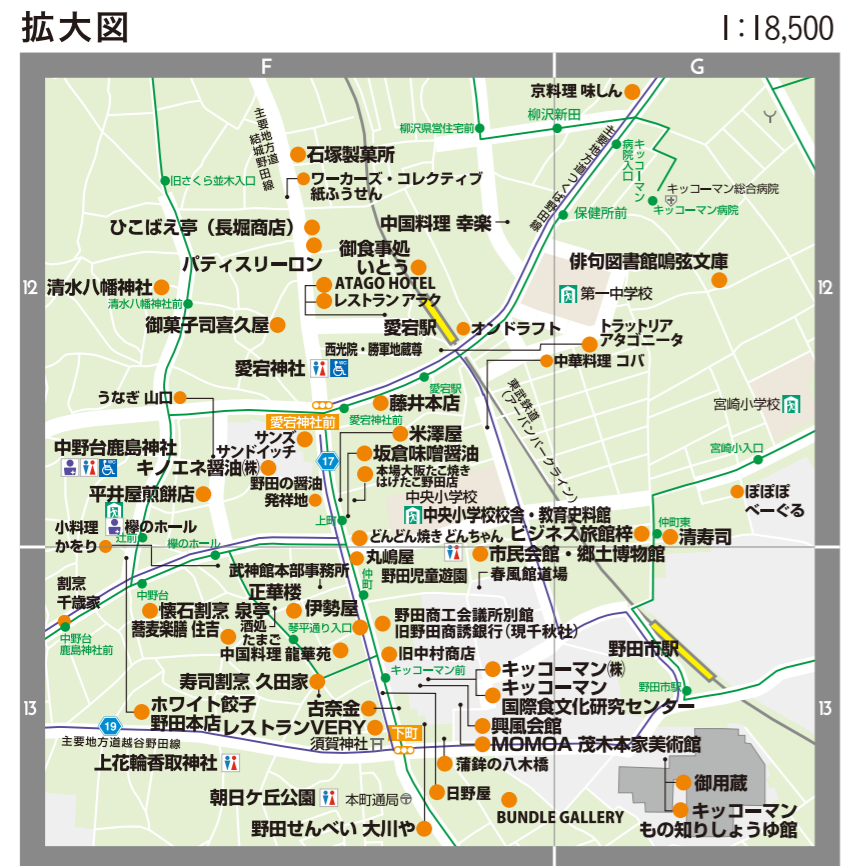 拡大図
1:18,500
F
G
京料理 味しん
柳沢新田
柳沢県営住宅前
主要地方道
結城野田線
主要地方道つくば野田線
キッコーマン
病院入口
石塚製菓所
ワーカーズ・コレクティブ
紙ふうせん
旧さくら並木入口
キッコーマン総合病院
キッコーマン病院
保健所前
ひこばえ亭（長堀商店）
中国料理 幸楽
パティスリーロン
御食事処
いとう
俳句図書館鳴弦文庫
12
12
清水八幡神社
清水八幡神社前
ATAGO HOTEL
レストラン アラク
第一中学校
御菓子司喜久屋
愛宕駅
オンドラフト
トラットリア
アタゴニータ
西光院・勝軍地蔵尊
中華料理 コバ
愛宕神社
愛宕駅
東武鉄道
（アーバンパークライン）
うなぎ 山口
藤井本店
愛宕神社前
愛宕神社前
宮崎小学校
宮崎小入口
サンズ
サンドイッチ
米澤屋
中野台鹿島神社
キノエネ醤油㈱
17
坂倉味噌醤油
本場大阪たこ焼き
はげたこ野田店
平井屋煎餅店
野田の醤油
発祥地
中央小学校
中央小学校校舎・教育史料館
ぽぽぽ
べーぐる
上町
小料理
かをり
欅のホール
辻前
欅のホール
どんどん焼き どんちゃん
ビジネス旅館梓
仲町東
清寿司
丸嶋屋
市民会館・郷土博物館
武神館本部事務所
仲町
野田児童遊園
春風館道場
割烹
千歳家
中野台
正華楼
懐石割烹 泉亭
伊勢屋
蕎麦楽膳 住吉
酒処
たまご
琴平通り入口
野田商工会議所別館
旧野田商誘銀行（現千秋社）
中野台
鹿島神社前
中国料理 龍華苑
旧中村商店
野田市駅
キッコーマン前
キッコーマン㈱
寿司割烹 久田家
キッコーマン
国際食文化研究センター
野田市駅
13
13
ホワイト餃子
野田本店
古奈金
レストランVERY
興風会館
19
主要地方道越谷野田線
須賀神社
下町
MOMOA 茂木本家美術館
上花輪香取神社
蒲鉾の八木橋
御用蔵
朝日ケ丘公園
本町通局
日野屋
BUNDLE GALLERY
キッコーマン
もの知りしょうゆ館
野田せんべい 大川や